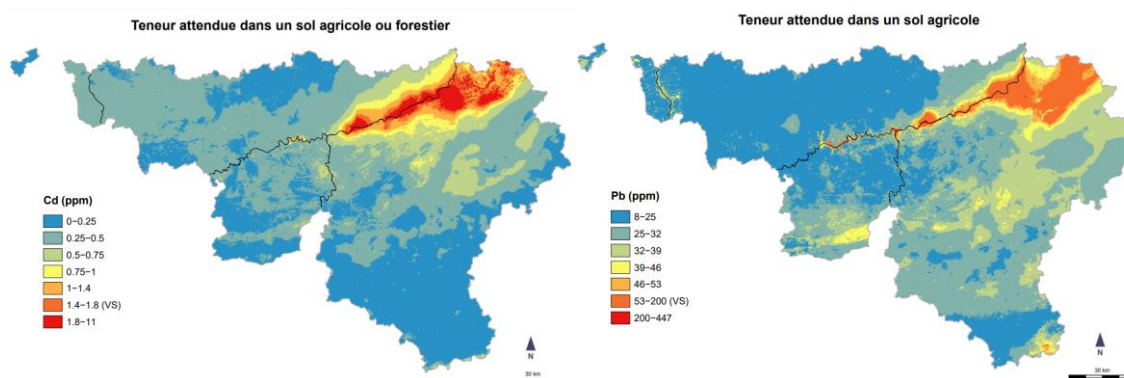 Teneur attendue dans un sol agricole ou forestier
Cd (ppm)
0−0.25
0.25−0.5
0.5−0.75
0.75−1
1−1.4
1.4−1.8 (VS)
1.8−11
N
30 km
Teneur attendue dans un sol agricole
Pb (ppm)
8−25
25−32
32−39
39−46
46−53
53−200 (VS)
200−447
N
30 km